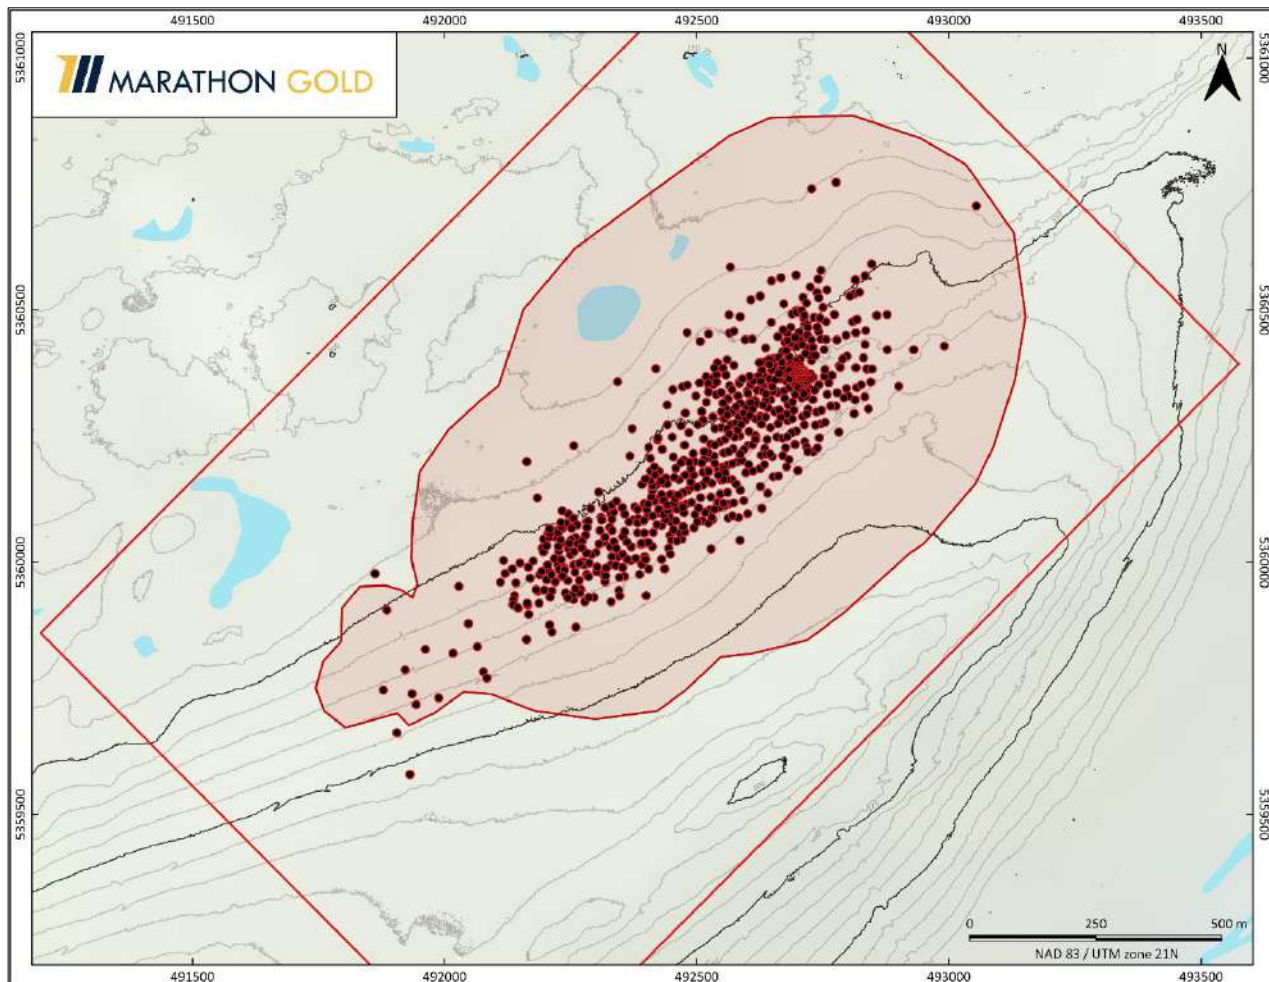 491500 492000 492500 493000 493500
5361000 5361000
N
MARATHON GOLD
5360500 5360500
5360000 5360000
5359500 5359500
0 250 500 m
NAD 83 / UTM zone 21N
491500 492000 492500 493000 493500